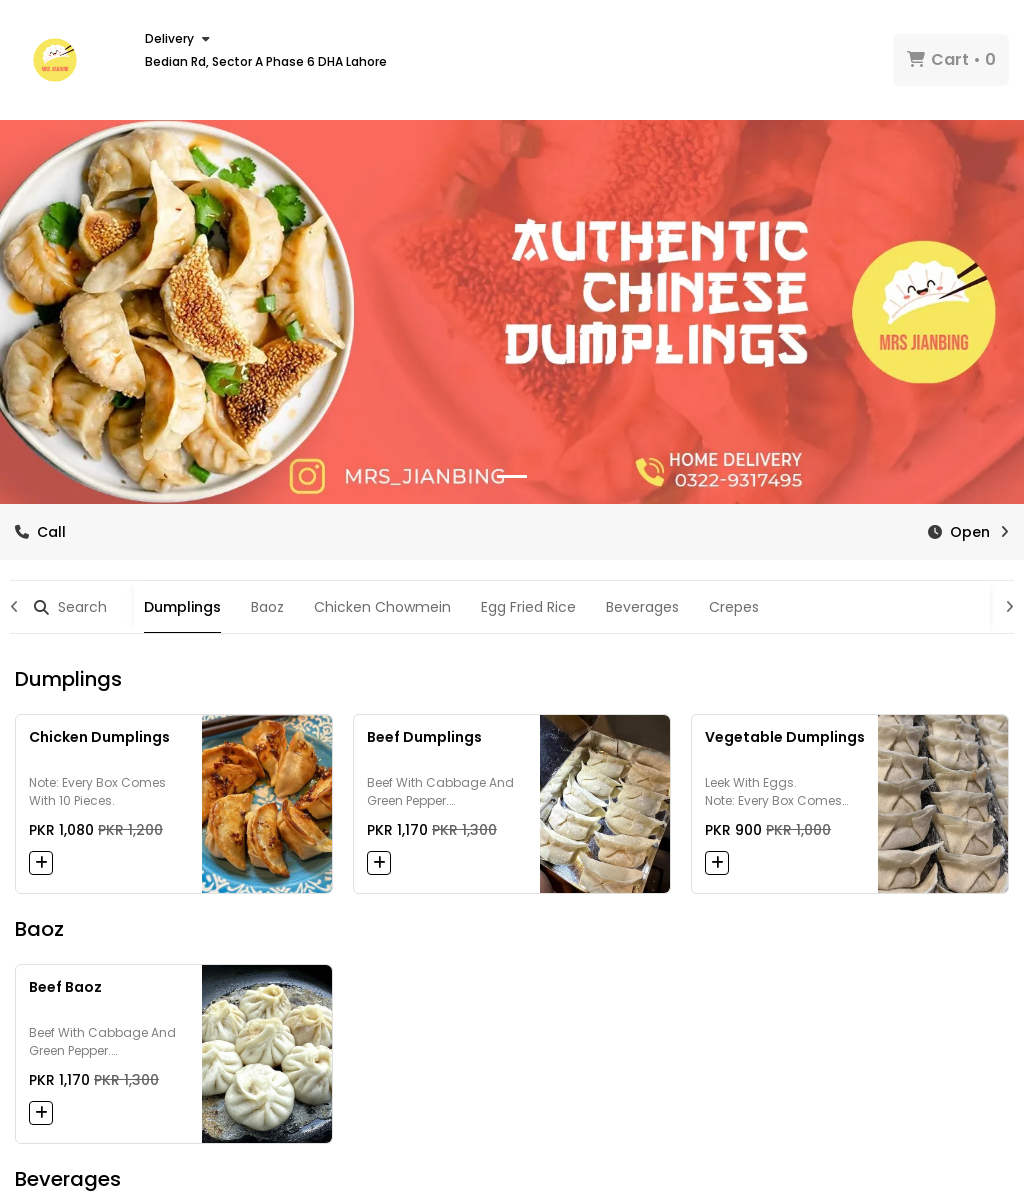 MRS JIANBING
Delivery
Bedian Rd, Sector A Phase 6 DHA Lahore
Cart • 0
AUTHENTIC
CHINESE
DUMPLINGS
MRS JIANBING
MRS_JIANBING
HOME DELIVERY
0322-9317495
Call
Open
Search
Dumplings
Baoz
Chicken Chowmein
Egg Fried Rice
Beverages
Crepes
Dumplings
Chicken Dumplings
Note: Every Box Comes
With 10 Pieces.
PKR 1,080 PKR 1,200
Beef Dumplings
Beef With Cabbage And
Green Pepper.…
PKR 1,170 PKR 1,300
Vegetable Dumplings
Leek With Eggs.
Note: Every Box Comes…
PKR 900 PKR 1,000
Baoz
Beef Baoz
Beef With Cabbage And
Green Pepper.…
PKR 1,170 PKR 1,300
Beverages